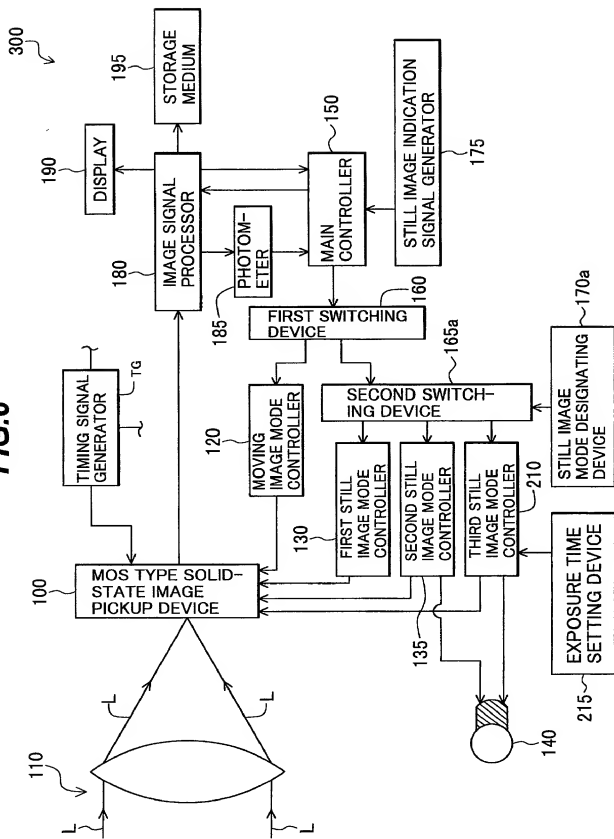 FIG.
300
195
STORAGE
MEDIUM
190
DISPLAY
180
IMAGE SIGNAL
PROCESSOR
185
PHOTOM-
ETER
150
MAIN
CONTROLLER
175
STILL IMAGE INDICATION
SIGNAL GENERATOR
TG
TIMING SIGNAL
GENERATOR
160
FIRST SWITCHING
DEVICE
120
MOVING
IMAGE MODE
CONTROLLER
165a
SECOND SWITCH-
ING DEVICE
170a
STILL IMAGE
MODE DESIGNATING
DEVICE
100
MOS TYPE SOLID-
STATE IMAGE
PICKUP DEVICE
130
FIRST STILL
IMAGE MODE
CONTROLLER
135
SECOND STILL
IMAGE MODE
CONTROLLER
210
THIRD STILL
IMAGE MODE
CONTROLLER
215
EXPOSURE TIME
SETTING DEVICE
110
L
L
L
L
140